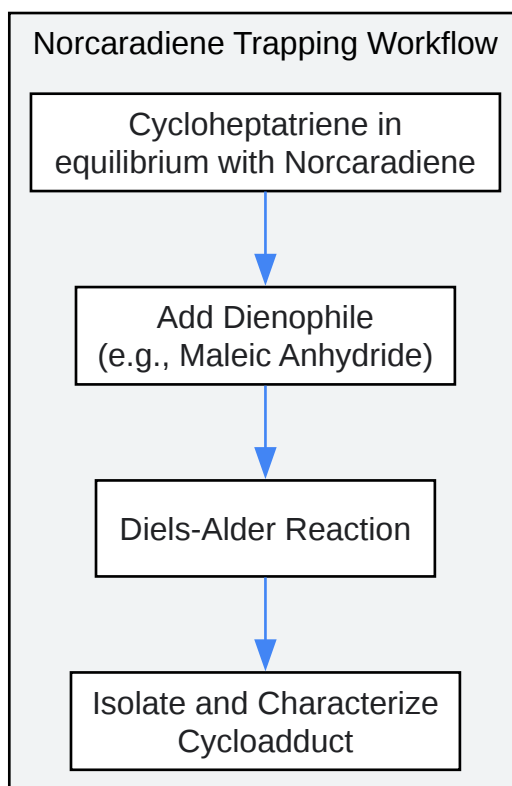 Norcaradiene Trapping Workflow
Cycloheptatriene in
equilibrium with Norcaradiene
Add Dienophile
(e.g., Maleic Anhydride)
Diels-Alder Reaction
Isolate and Characterize
Cycloadduct